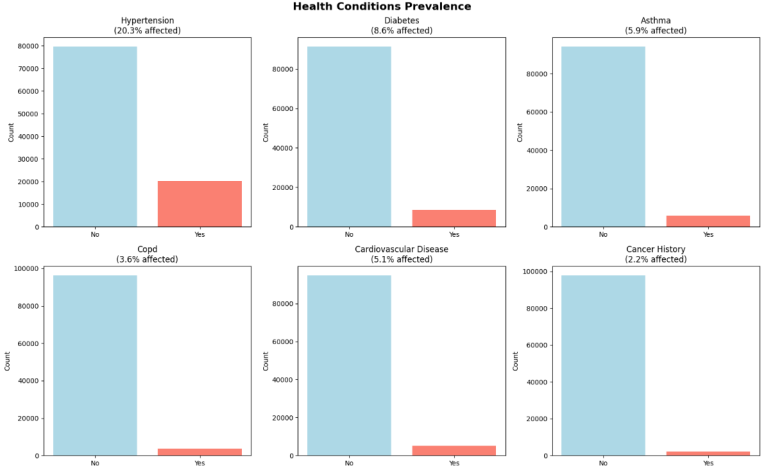 Health Conditions Prevalence
Hypertension
(20.3% affected)
Count
80000
70000
60000
50000
40000
30000
20000
10000
0
No Yes
Diabetes
(8.6% affected)
Count
80000
60000
40000
20000
0
No Yes
Asthma
(5.9% affected)
Count
80000
60000
40000
20000
0
No Yes
Copd
(3.6% affected)
Count
100000
80000
60000
40000
20000
0
No Yes
Cardiovascular Disease
(5.1% affected)
Count
80000
60000
40000
20000
0
No Yes
Cancer History
(2.2% affected)
Count
100000
80000
60000
40000
20000
0
No Yes